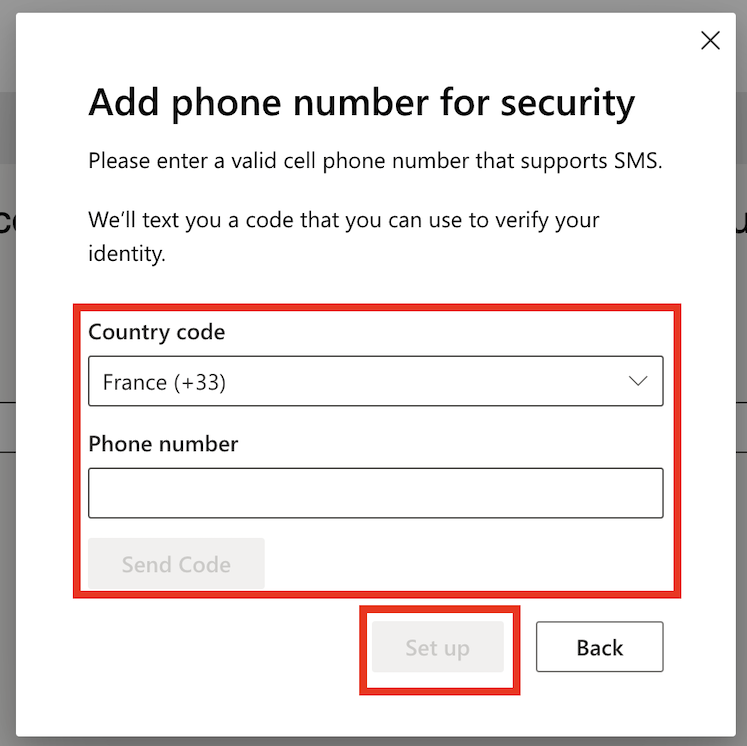 Add phone number for security
Please enter a valid cell phone number that supports SMS.
We'll text you a code that you can use to verify your
identity.
Country code
France (+33)
Phone number
Send Code
Set up
Back